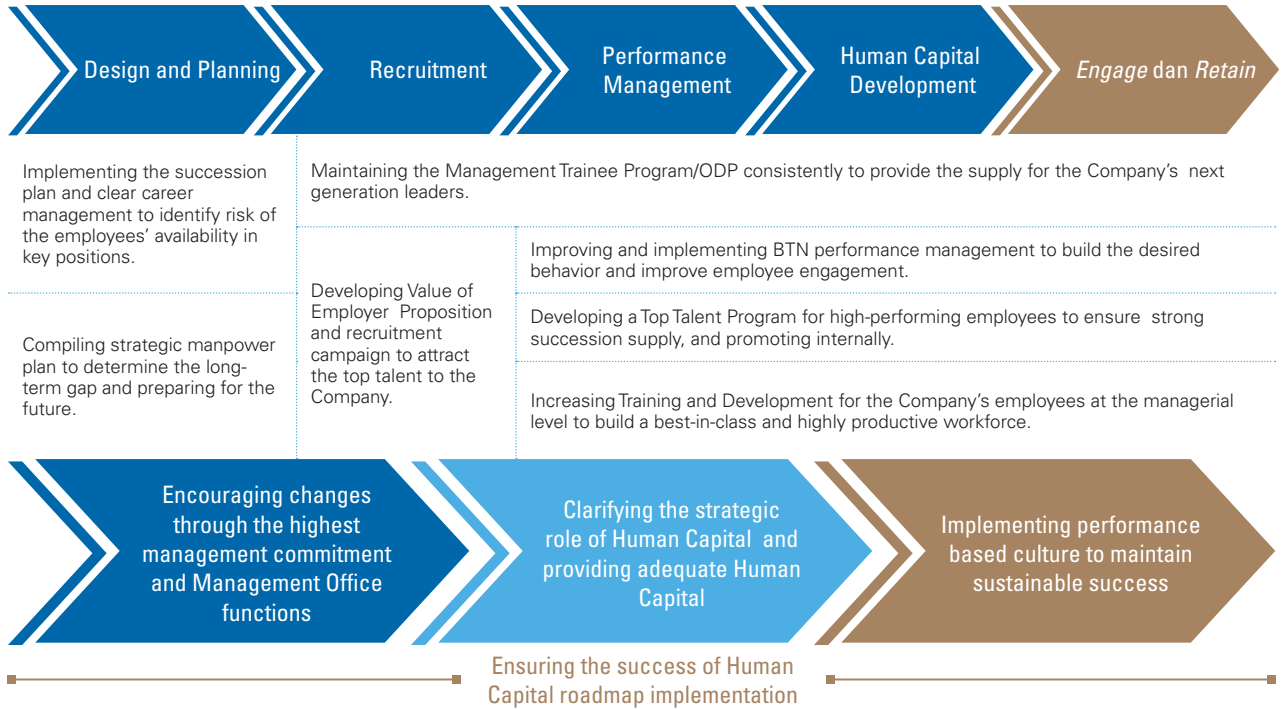 Design and Planning
Recruitment
Performance
Management
Human Capital
Development
Engage dan Retain
Implementing the succession
plan and clear career
management to identify risk of
the employees’ availability in
key positions.
Compiling strategic manpower
plan to determine the long-
term gap and preparing for the
future.
Maintaining the Management Trainee Program/ODP consistently to provide the supply for the Company’s next
generation leaders.
Developing Value of
Employer Proposition
and recruitment
campaign to attract
the top talent to the
Company.
Improving and implementing BTN performance management to build the desired
behavior and improve employee engagement.
Developing a Top Talent Program for high-performing employees to ensure strong
succession supply, and promoting internally.
Increasing Training and Development for the Company’s employees at the managerial
level to build a best-in-class and highly productive workforce.
Encouraging changes
through the highest
management commitment
and Management Office
functions
Clarifying the strategic
role of Human Capital and
providing adequate Human
Capital
Implementing performance
based culture to maintain
sustainable success
Ensuring the success of Human
Capital roadmap implementation